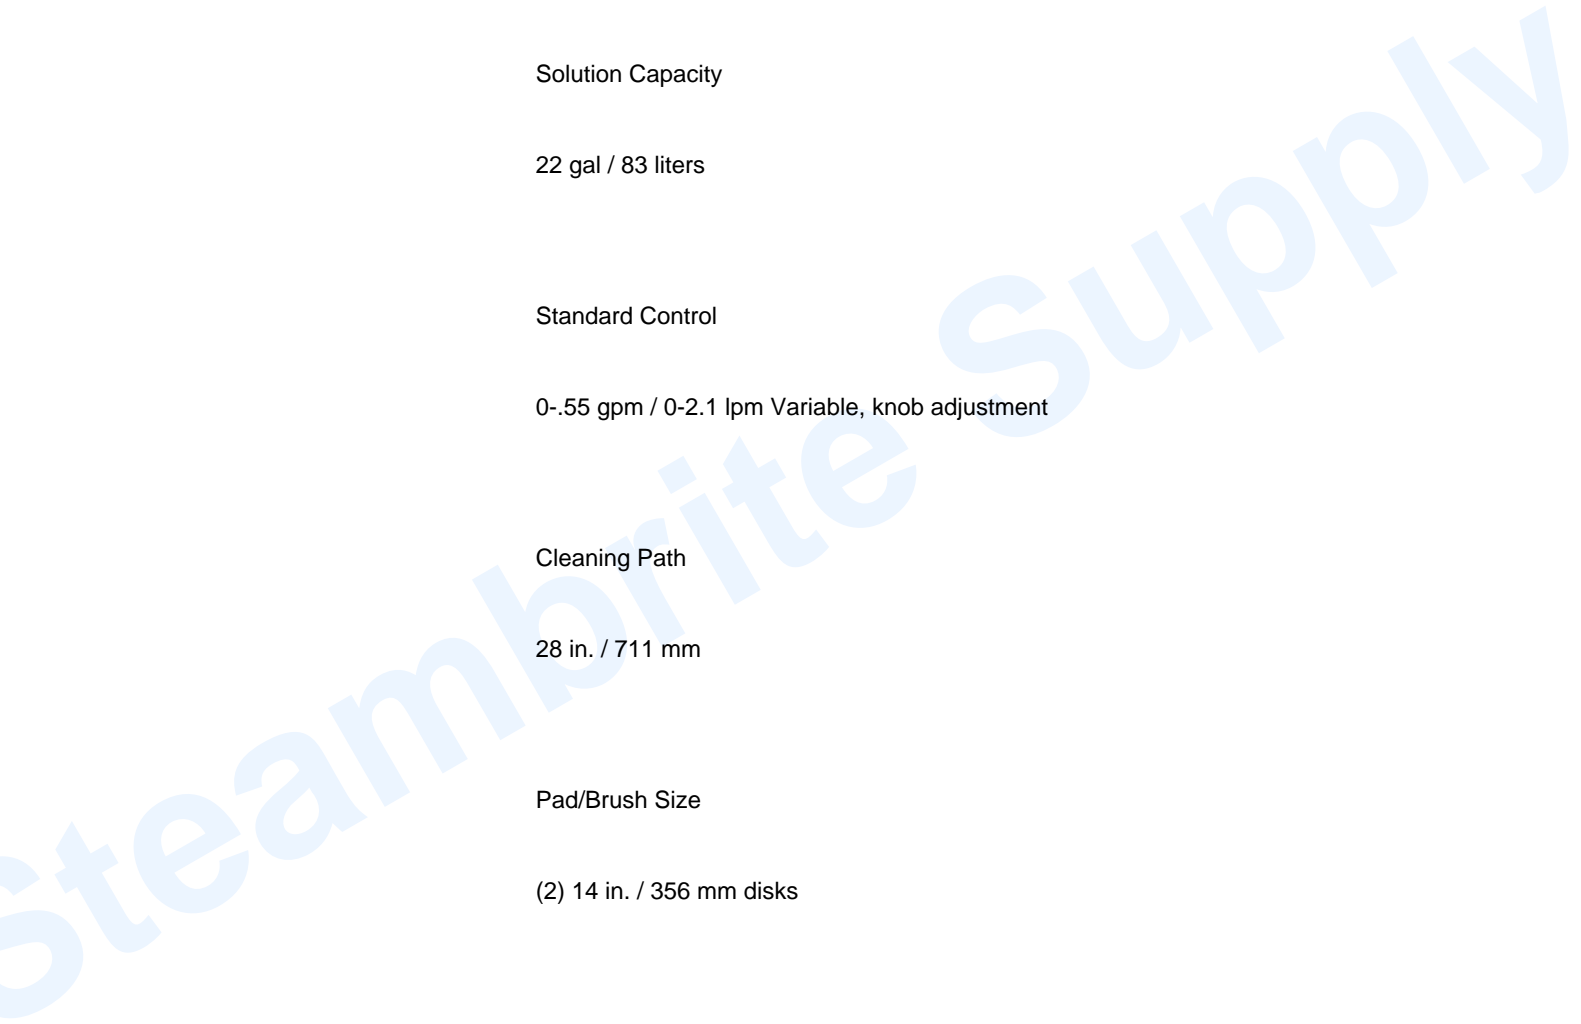 Solution Capacity
22 gal / 83 liters
Standard Control
0-.55 gpm / 0-2.1 lpm Variable, knob adjustment
Cleaning Path
28 in. / 711 mm
Pad/Brush Size
(2) 14 in. / 356 mm disks
Steambrite Supply